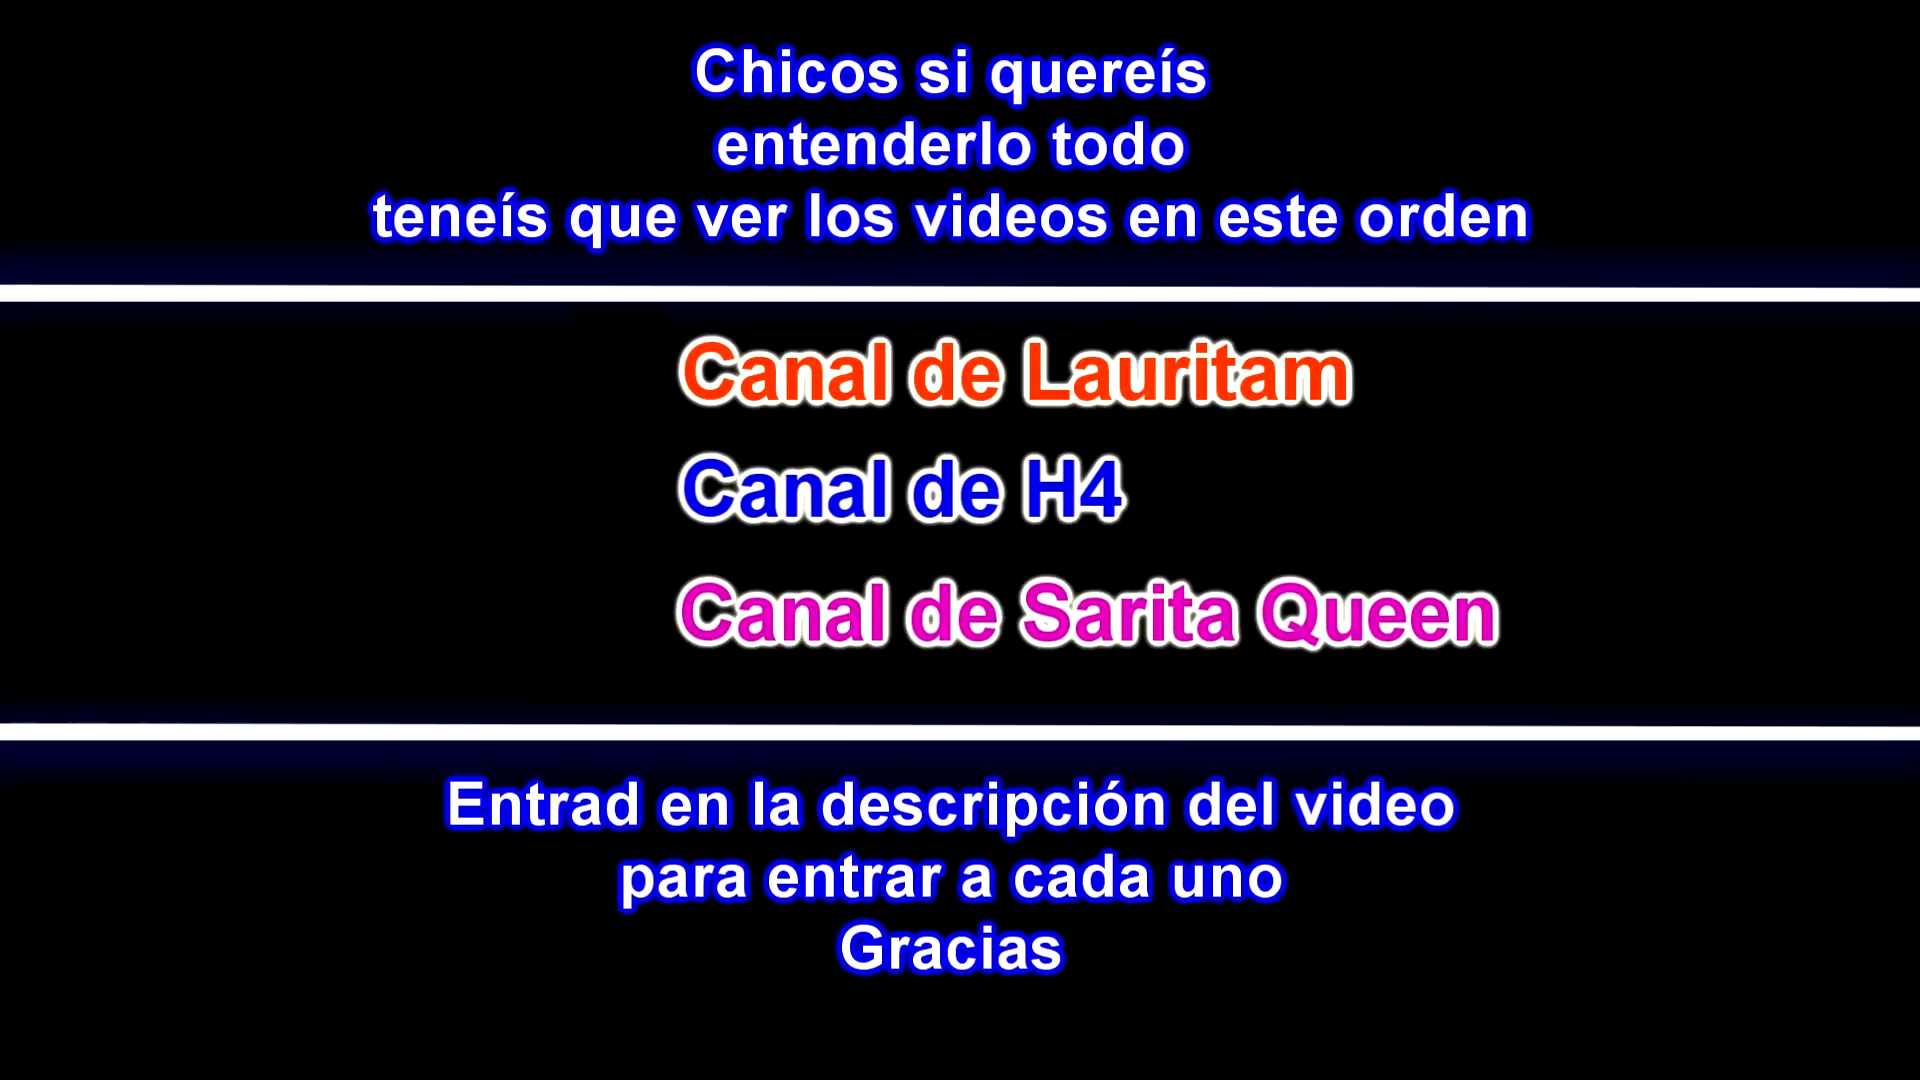 Chicos si quereís
entenderlo todo
teneís que ver los videos en este orden
Canal de Lauritam
Canal de H4
Canal de Sarita Queen
Entrad en la descripción del video
para entrar a cada uno
Gracias